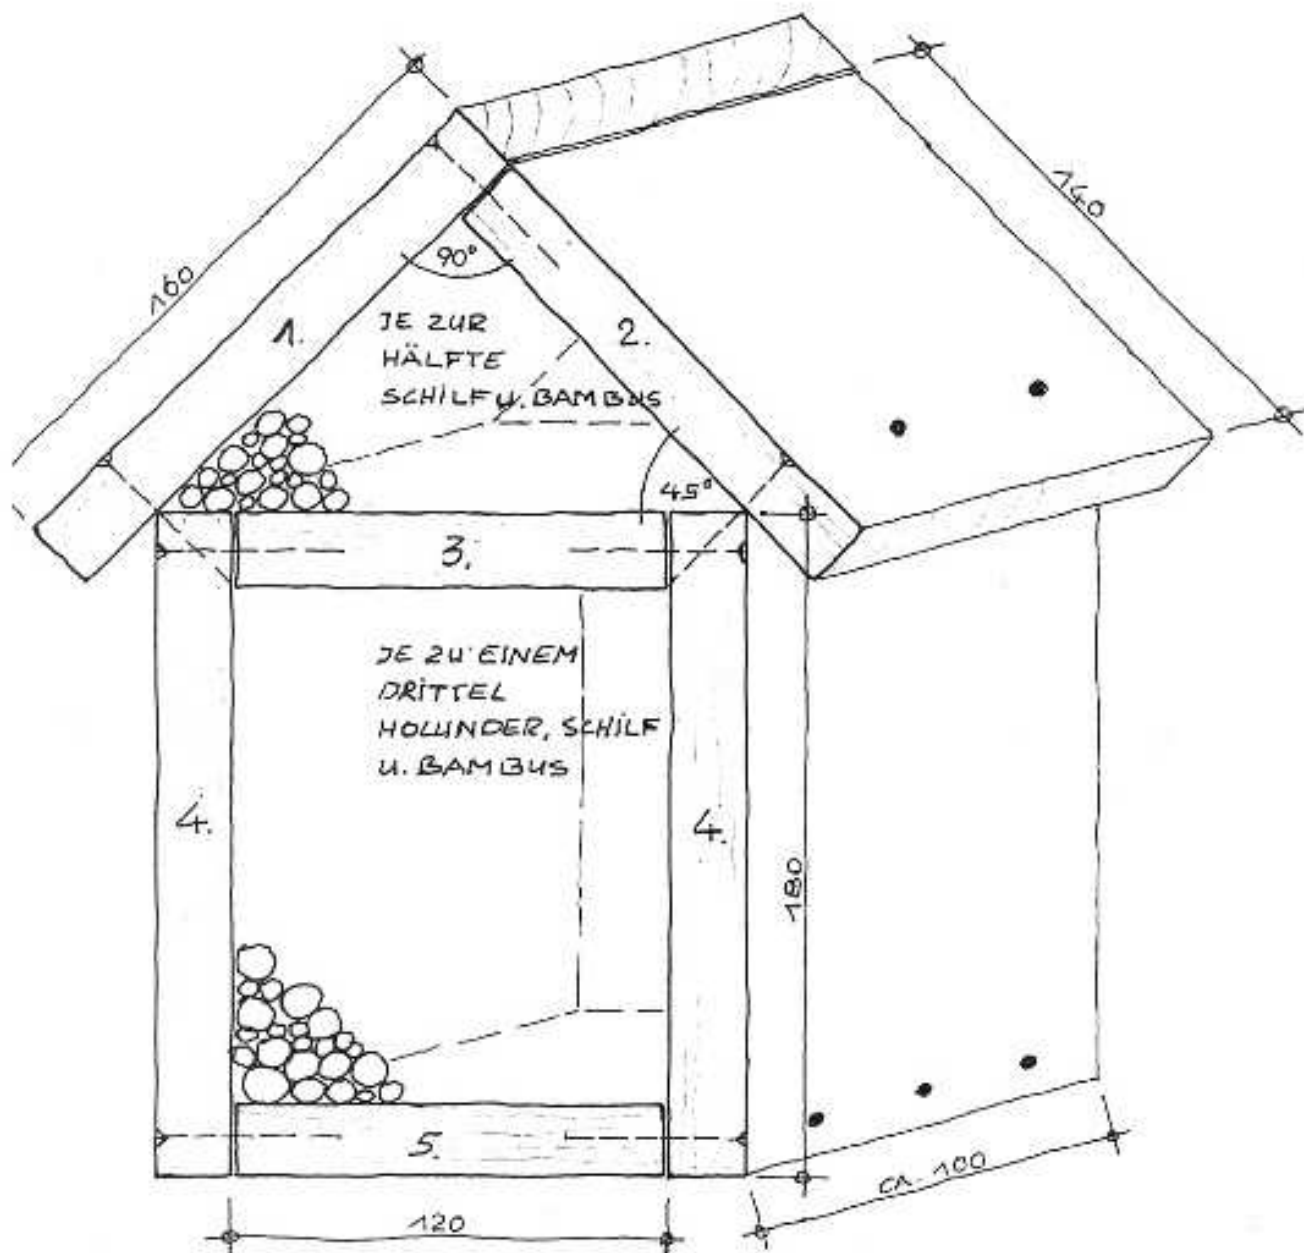 160
140
1.
90°
2.
JE ZUR
HÄLFTE
SCHILF U. BAMBUS
45°
3.
JE ZU EINEM
DRITTEL
HOLUNDER, SCHILF
U. BAMBUS
4.
4.
180
5.
CA. 100
120